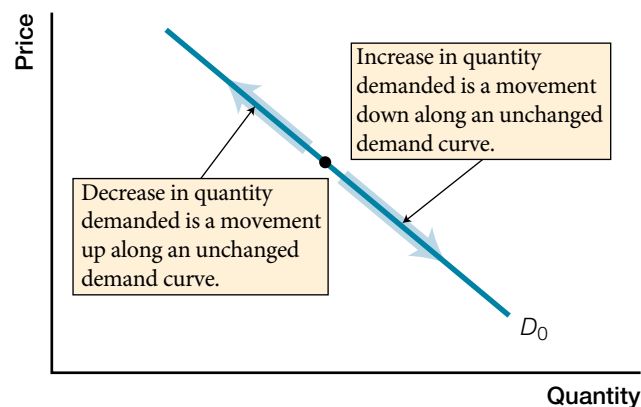 Price
Increase in quantity
demanded is a movement
down along an unchanged
demand curve.
Decrease in quantity
demanded is a movement
up along an unchanged
demand curve.
D0
Quantity